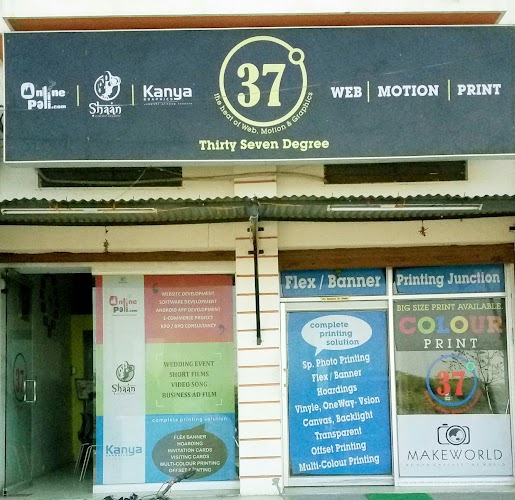 Online
Pali.com
Shaan
Kanya
GRAPHICS
37°
the heat of Web, Motion & Graphics
Thirty Seven Degree
WEB | MOTION | PRINT
Online
Pali.com
WEBSITE DEVELOPMENT
SOFTWARE DEVELOPMENT
ANDROID APP DEVELOPMENT
E-COMMERCE PROJECT
KPO / BPO CONSULTANCY
Shaan
WEDDING EVENT
SHORT FILMS
VIDEO SONG
BUSINESS AD FILM
complete printing solution
Kanya
FLEX BANNER
HOARDING
INVITATION CARDS
VISITING CARDS
MULTI-COLOUR PRINTING
OFFSET PRINTING
Flex / Banner
Printing Junction
complete
printing
solution
Sp. Photo Printing
Flex / Banner
Hoardings
Vinyle, OneWay- Vsion
Canvas, Backlight
Transparent
Offset Printing
Multi-Colour Printing
BIG SIZE PRINT AVAILABLE.
COLOUR
PRINT
37°
MAKEWORLD
37°